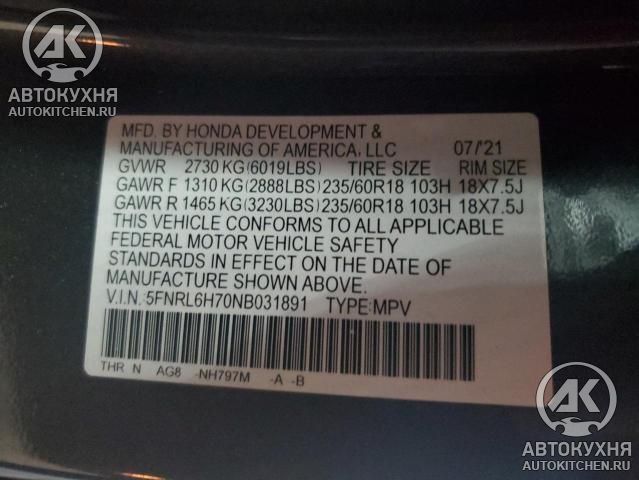 AK
АВТОКУХНЯ
AUTOKITCHEN.RU
MFD. BY HONDA DEVELOPMENT &
MANUFACTURING OF AMERICA, LLC 07/'21
GVWR 2730 KG (6019LBS) TIRE SIZE RIM SIZE
GAWR F 1310 KG (2888LBS) 235/60R18 103H 18X7.5J
GAWR R 1465 KG (3230LBS) 235/60R18 103H 18X7.5J
THIS VEHICLE CONFORMS TO ALL APPLICABLE
FEDERAL MOTOR VEHICLE SAFETY
STANDARDS IN EFFECT ON THE DATE OF
MANUFACTURE SHOWN ABOVE.
V.I.N.:5FNRL6H70NB031891 TYPE:MPV
THR N AG8 -NH797M -A -B
AK
АВТОКУХНЯ
AUTOKITCHEN.RU